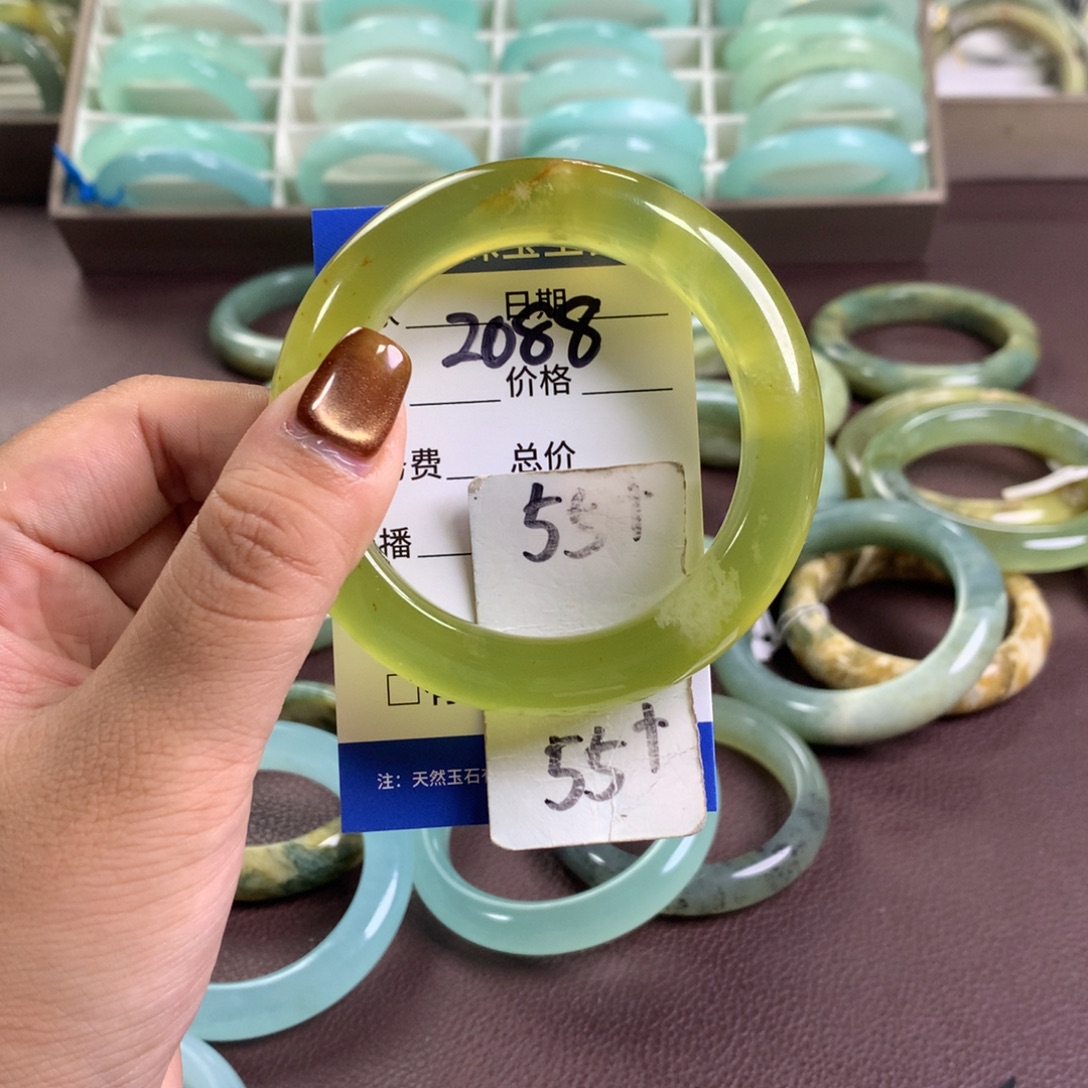 日期
2088
价格
费 总价
55†
播
55†
注：天然玉石